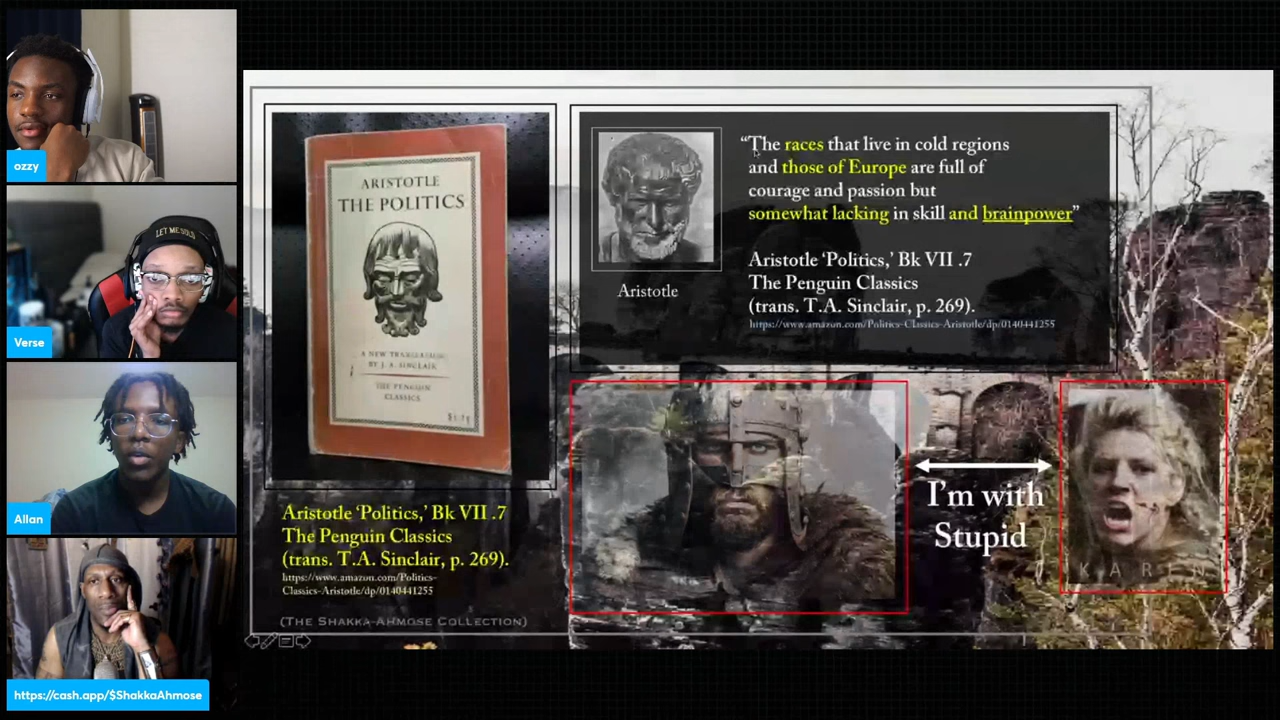 ozzy
LET ME SOLO
Verse
Allan
https://cash.app/$ShakkaAhmose
ARISTOTLE
THE POLITICS
A NEW TRANSLATION
BY J. A. SINCLAIR
THE PENGUIN
CLASSICS
Aristotle ‘Politics,’ Bk VII .7
The Penguin Classics
(trans. T.A. Sinclair, p. 269).
https://www.amazon.com/Politics-
Classics-Aristotle/dp/0140441255
(THE SHAKKA-AHMOSE COLLECTION)
Aristotle
“The races that live in cold regions
and those of Europe are full of
courage and passion but
somewhat lacking in skill and brainpower”
Aristotle ‘Politics,’ Bk VII .7
The Penguin Classics
(trans. T.A. Sinclair, p. 269).
https://www.amazon.com/Politics-Classics-Aristotle/dp/0140441255
I’m with
Stupid
KAREN